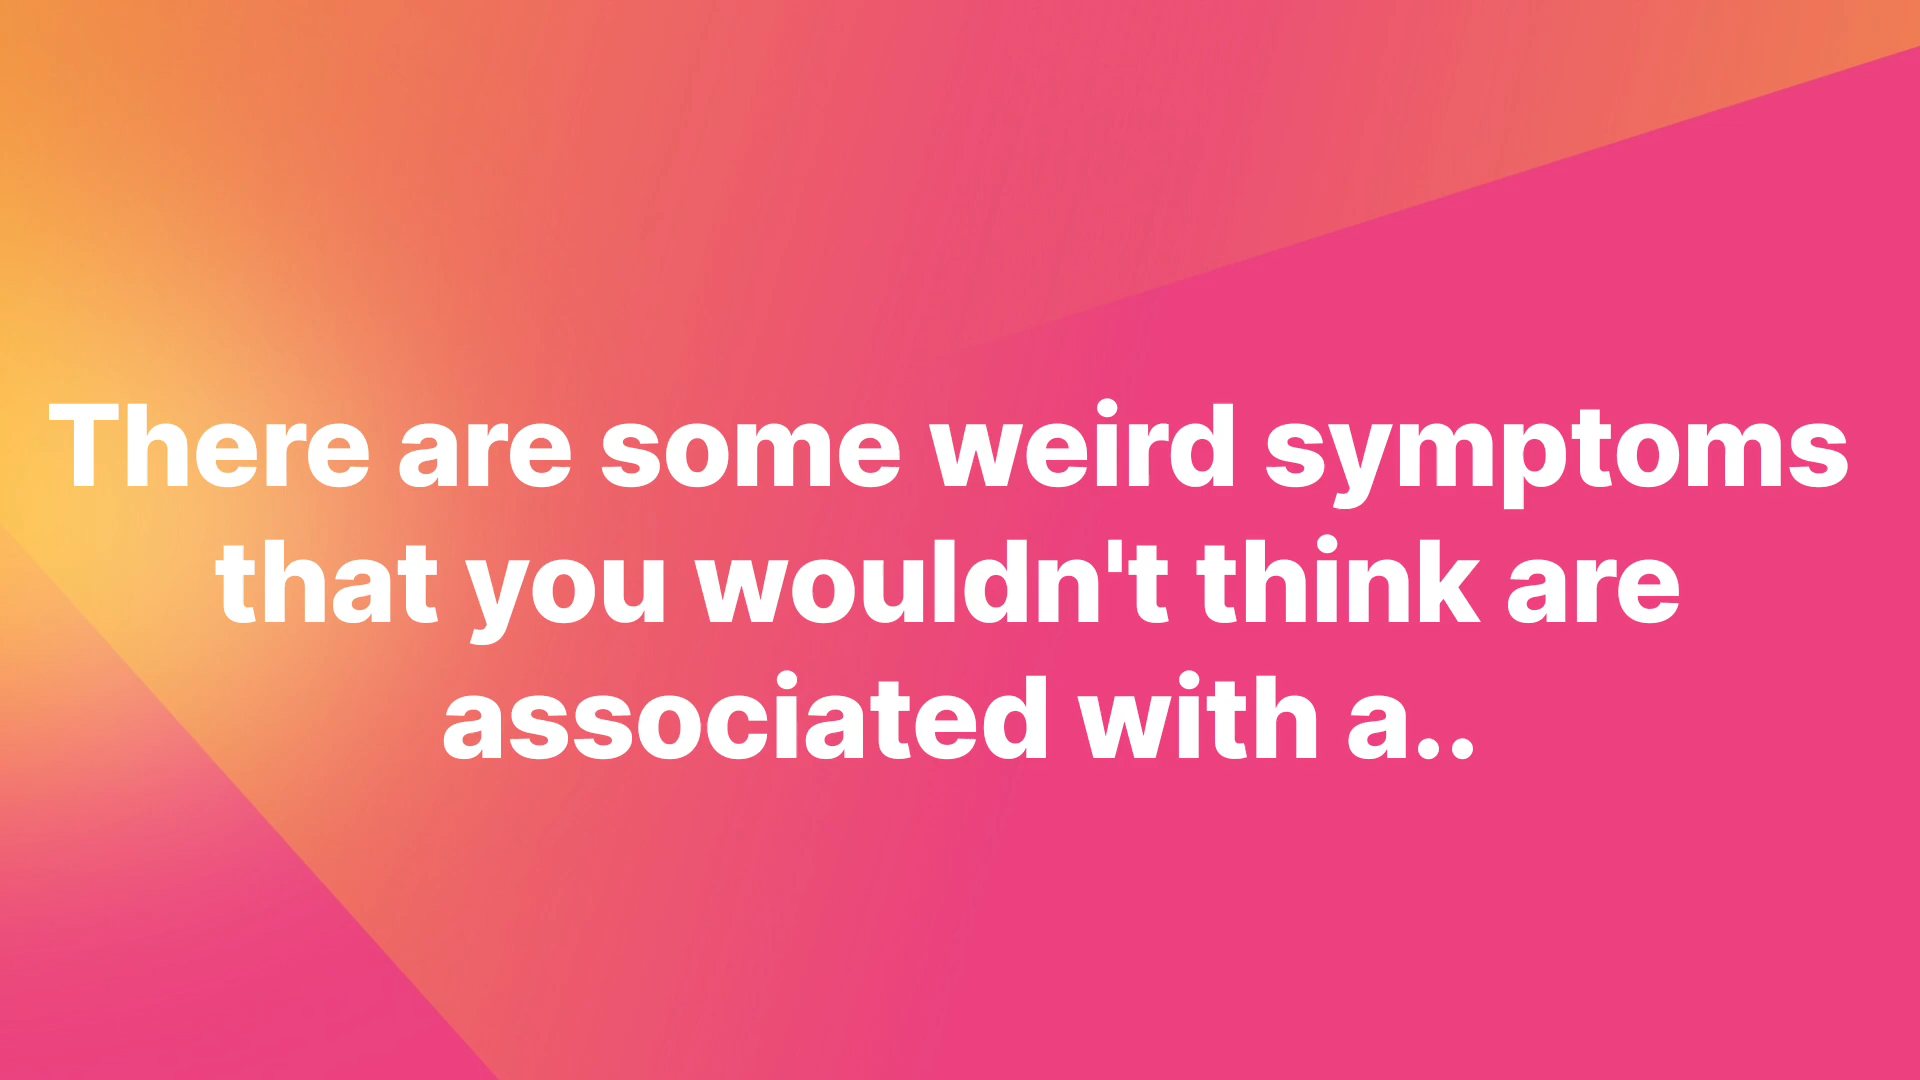 There are some weird symptoms
that you wouldn't think are
associated with a..